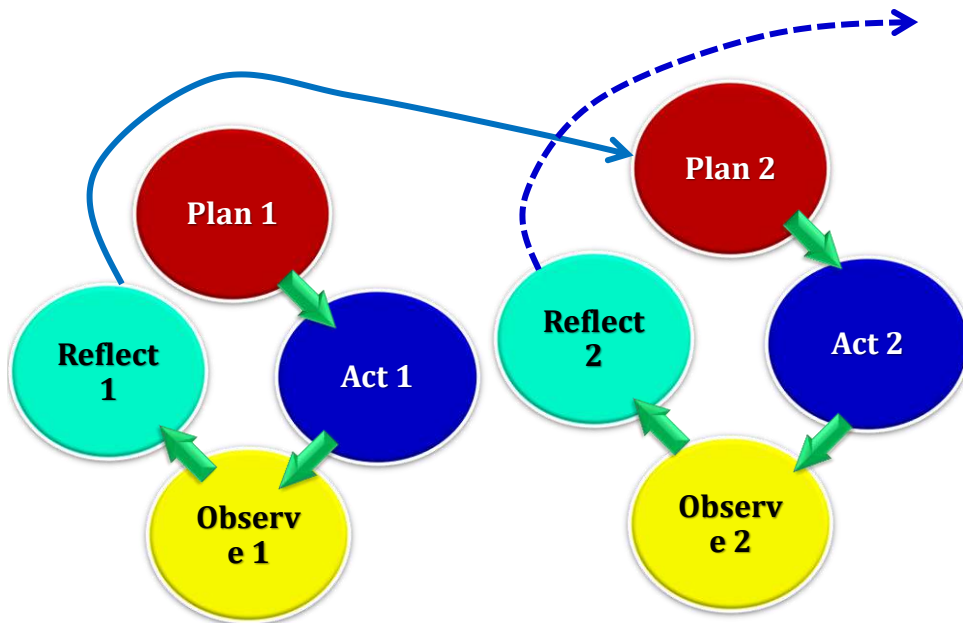 Plan 1
Act 1
Observ
e 1
Reflect
1
Plan 2
Act 2
Observ
e 2
Reflect
2